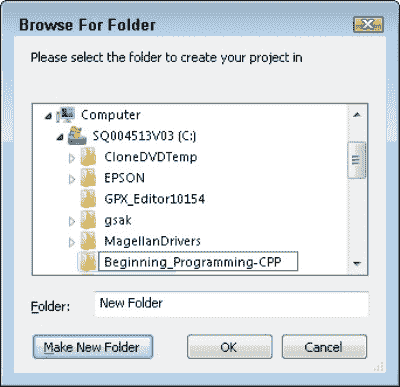 Browse For Folder
Please select the folder to create your project in
Computer
SQ004513V03 (C:)
CloneDVDTemp
EPSON
GPX_Editor10154
gsak
MagellanDrivers
Beginning_Programming-CPP
Folder: New Folder
Make New Folder OK Cancel